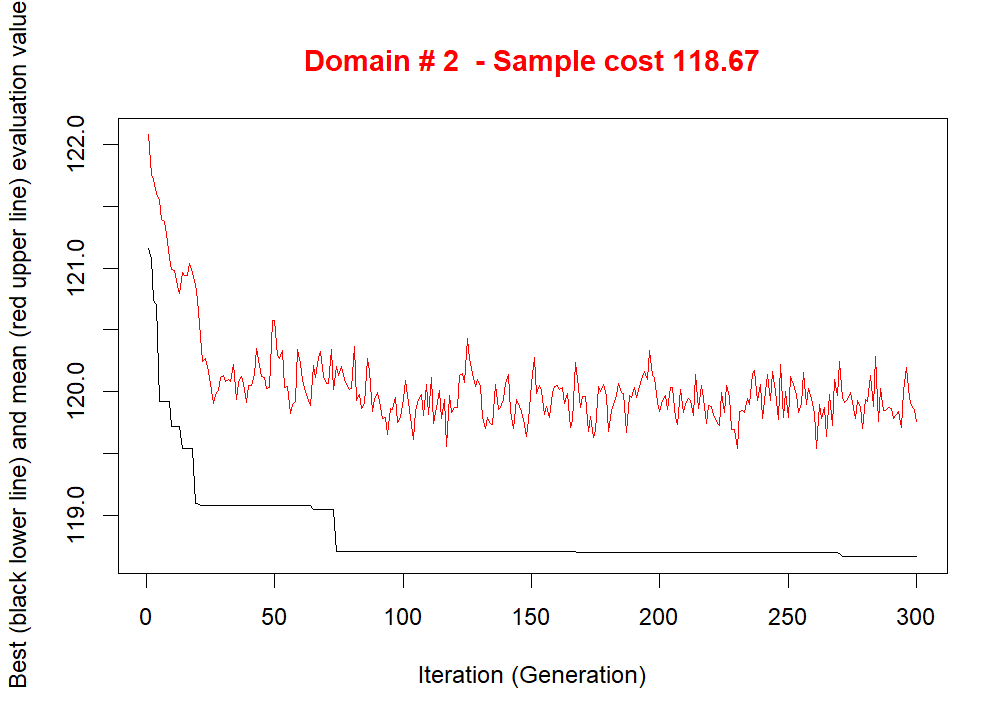 Domain # 2  - Sample cost 118.67
Best (black lower line) and mean (red upper line) evaluation value
122.0
121.0
120.0
119.0
0 50 100 150 200 250 300
Iteration (Generation)